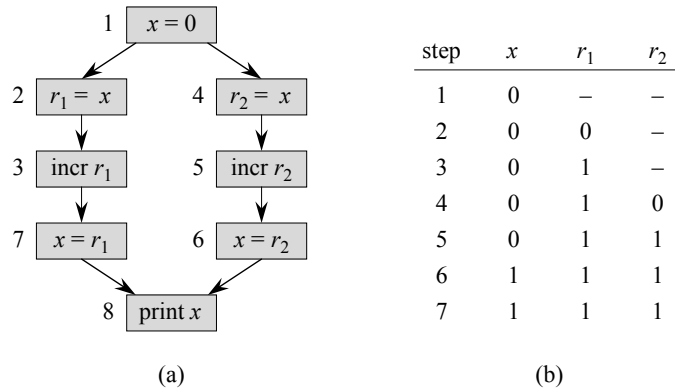 1 x = 0
2 r₁ = x 4 r₂ = x
3 incr r₁ 5 incr r₂
7 x = r₁ 6 x = r₂
8 print x
(a)
step x r₁ r₂
1 0 – –
2 0 0 –
3 0 1 –
4 0 1 0
5 0 1 1
6 1 1 1
7 1 1 1
(b)